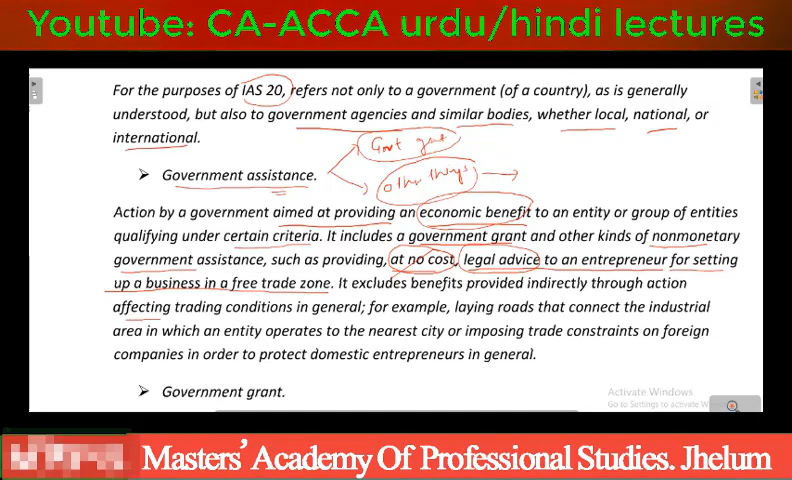 Youtube: CA-ACCA urdu/hindi lectures
For the purposes of IAS 20, refers not only to a government (of a country), as is generally
understood, but also to government agencies and similar bodies, whether local, national, or
international.
Govt grant
➢ Government assistance.
other things
Action by a government aimed at providing an economic benefit to an entity or group of entities
qualifying under certain criteria. It includes a government grant and other kinds of nonmonetary
government assistance, such as providing, at no cost, legal advice to an entrepreneur for setting
up a business in a free trade zone. It excludes benefits provided indirectly through action
affecting trading conditions in general; for example, laying roads that connect the industrial
area in which an entity operates to the nearest city or imposing trade constraints on foreign
companies in order to protect domestic entrepreneurs in general.
➢ Government grant.
Activate Windows
Go to Settings to activate W
Masters' Academy Of Professional Studies. Jhelum